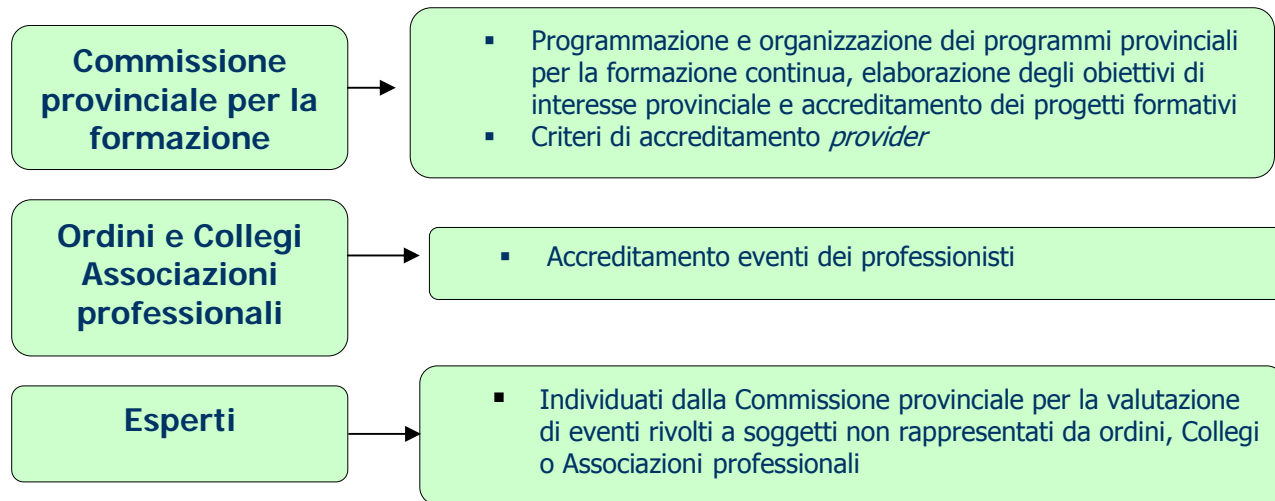 Commissione
provinciale per la
formazione
▪ Programmazione e organizzazione dei programmi provinciali
per la formazione continua, elaborazione degli obiettivi di
interesse provinciale e accreditamento dei progetti formativi
▪ Criteri di accreditamento provider
Ordini e Collegi
Associazioni
professionali
▪ Accreditamento eventi dei professionisti
Esperti
▪ Individuati dalla Commissione provinciale per la valutazione
di eventi rivolti a soggetti non rappresentati da ordini, Collegi
o Associazioni professionali